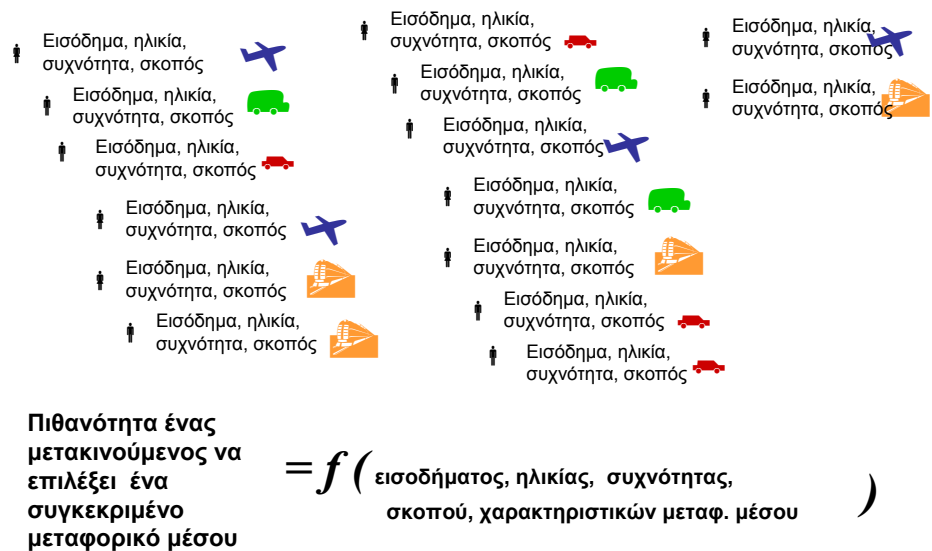 Εισόδημα, ηλικία,
συχνότητα, σκοπός
Εισόδημα, ηλικία,
συχνότητα, σκοπός
Εισόδημα, ηλικία,
συχνότητα, σκοπός
Εισόδημα, ηλικία,
συχνότητα, σκοπός
Εισόδημα, ηλικία,
συχνότητα, σκοπός
Εισόδημα, ηλικία,
συχνότητα, σκοπός
Εισόδημα, ηλικία,
συχνότητα, σκοπός
Εισόδημα, ηλικία,
συχνότητα, σκοπός
Εισόδημα, ηλικία,
συχνότητα, σκοπός
Εισόδημα, ηλικία,
συχνότητα, σκοπός
Εισόδημα, ηλικία,
συχνότητα, σκοπός
Εισόδημα, ηλικία,
συχνότητα, σκοπός
Εισόδημα, ηλικία,
συχνότητα, σκοπός
Εισόδημα, ηλικία,
συχνότητα, σκοπός
Εισόδημα, ηλικία,
συχνότητα, σκοπός
Πιθανότητα ένας
μετακινούμενος να
επιλέξει ένα
συγκεκριμένο
μεταφορικό μέσου
= f ( εισοδήματος, ηλικίας, συχνότητας,
σκοπού, χαρακτηριστικών μεταφ. μέσου )